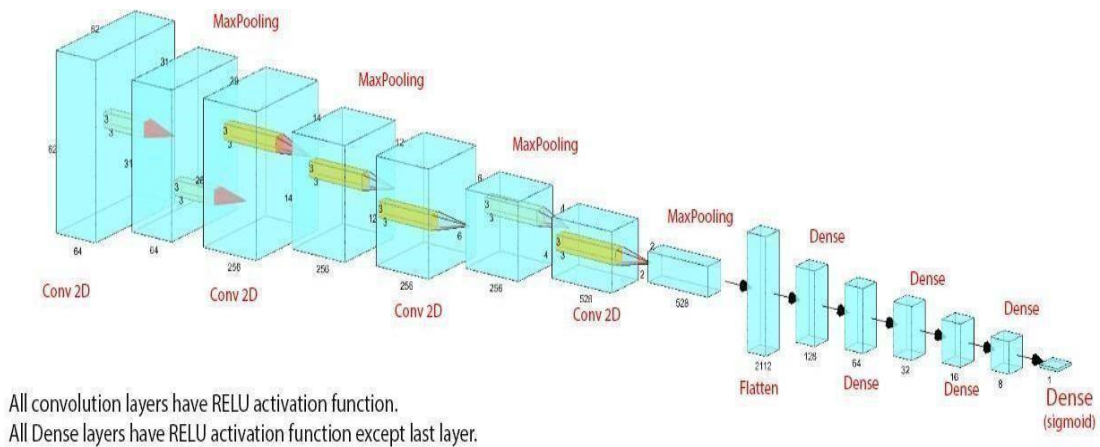 62
MaxPooling
31
29
MaxPooling
14
12
MaxPooling
6
4
MaxPooling
2
3
3
3
3
3
3
3
3
3
3
3
3
3
3
62
31
26
14
12
6
4
2
64
64
256
256
256
256
528
528
Conv 2D
Conv 2D
Conv 2D
Conv 2D
Dense
Dense
Dense
2112
128
64
32
16
8
1
Flatten
Dense
Dense
Dense
(sigmoid)
All convolution layers have RELU activation function.
All Dense layers have RELU activation function except last layer.